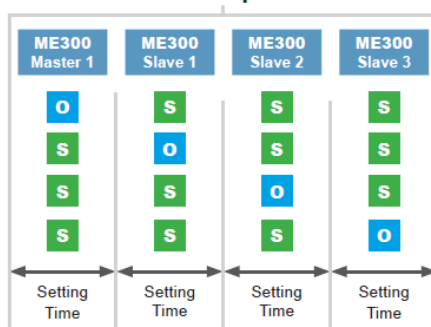 ME300 ME300 ME300 ME300
Master 1 Slave 1 Slave 2 Slave 3
O S S S
S O S S
S S O S
S S S O
Setting Setting Setting Setting
Time Time Time Time